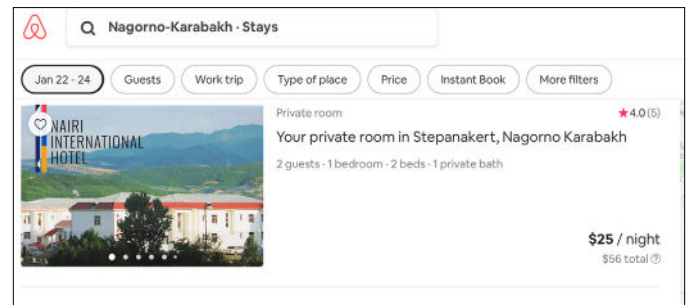 Nagorno-Karabakh · Stays
Jan 22 - 24
Guests
Work trip
Type of place
Price
Instant Book
More filters
NAIRI
INTERNATIONAL
HOTEL
Private room
★4.0 (5)
Your private room in Stepanakert, Nagorno Karabakh
2 guests · 1 bedroom · 2 beds · 1 private bath
$25 / night
$56 total ?